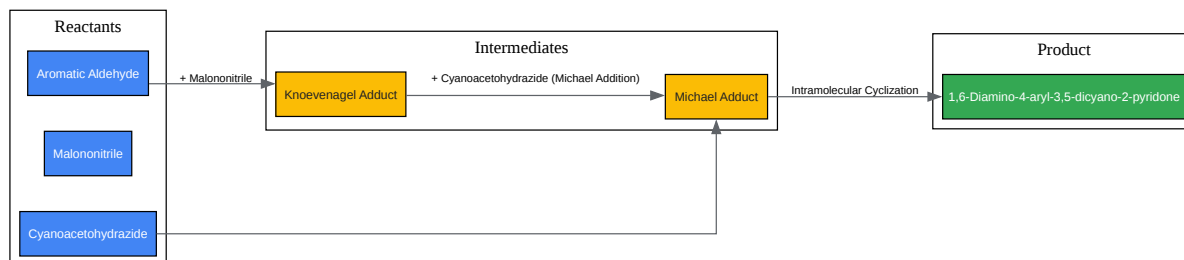 Reactants
Aromatic Aldehyde
Malononitrile
Cyanoacetohydrazide
+ Malononitrile
Intermediates
Knoevenagel Adduct
+ Cyanoacetohydrazide (Michael Addition)
Michael Adduct
Intramolecular Cyclization
Product
1,6-Diamino-4-aryl-3,5-dicyano-2-pyridone